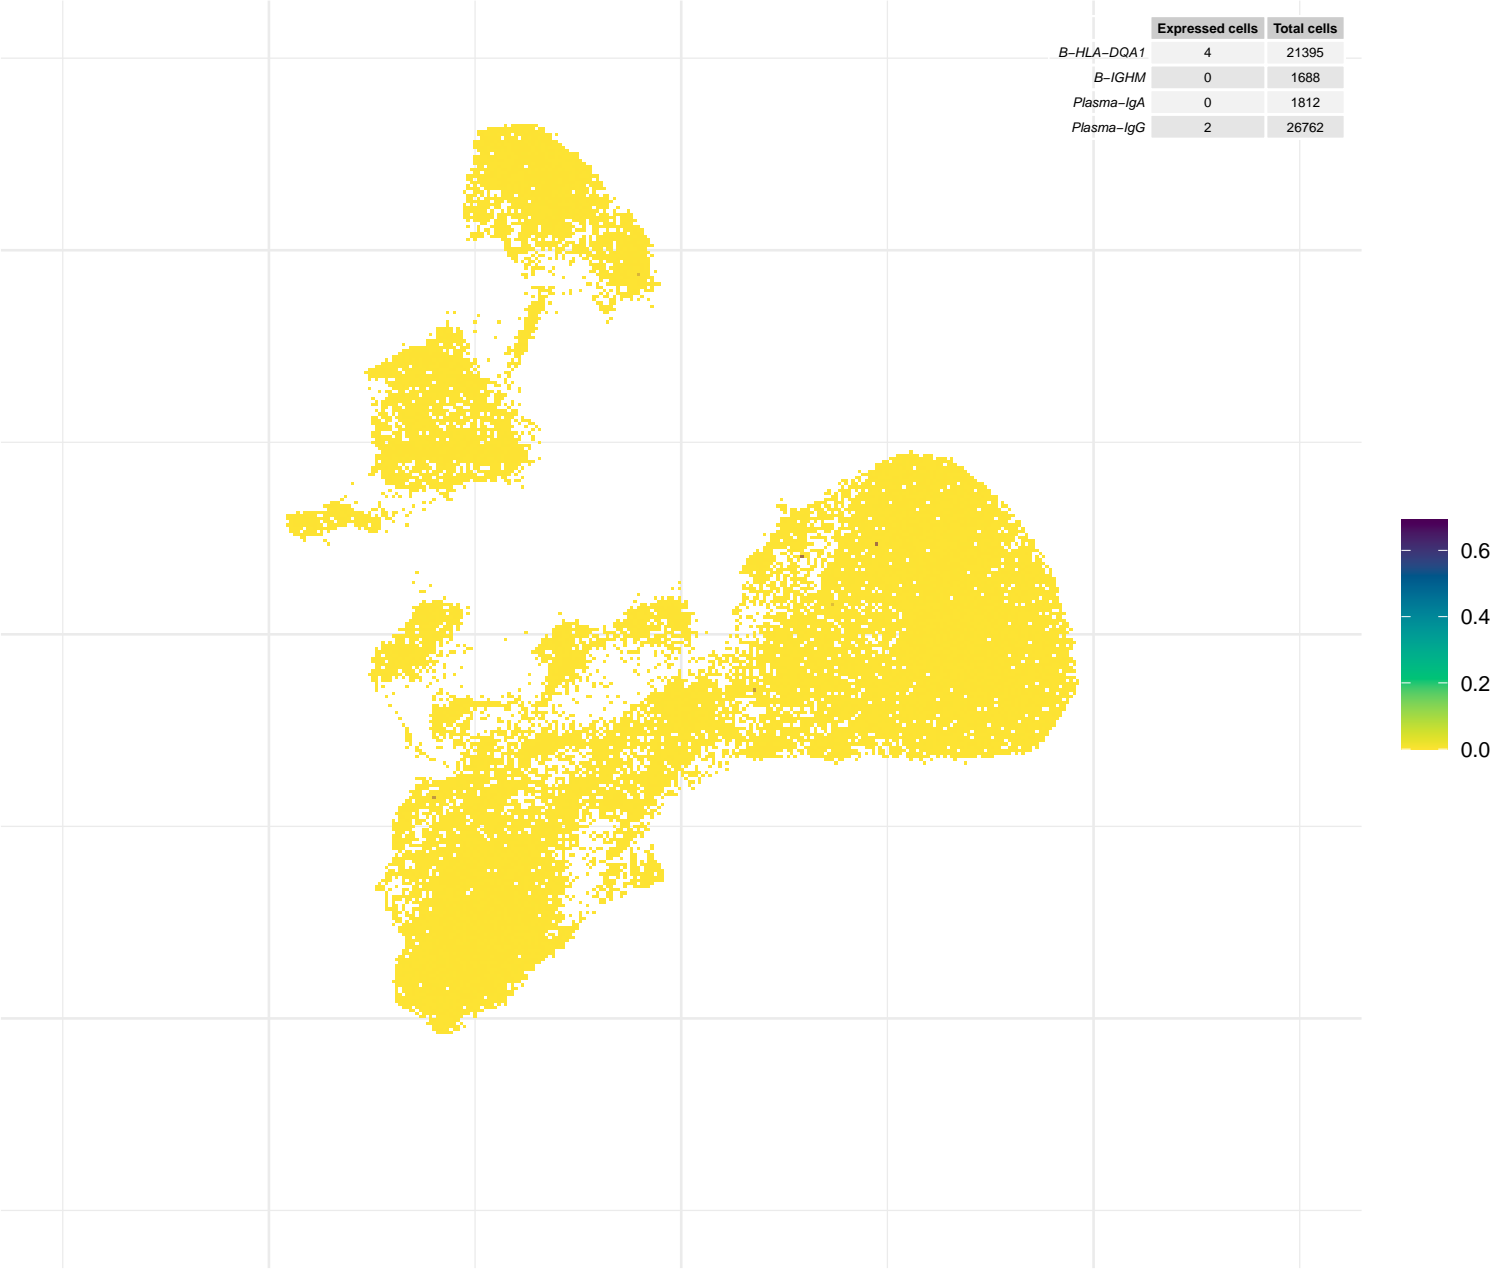 Expressed cells Total cells
B−HLA−DQA1 4 21395
B−IGHM 0 1688
Plasma−IgA 0 1812
Plasma−IgG 2 26762
0.6
0.4
0.2
0.0